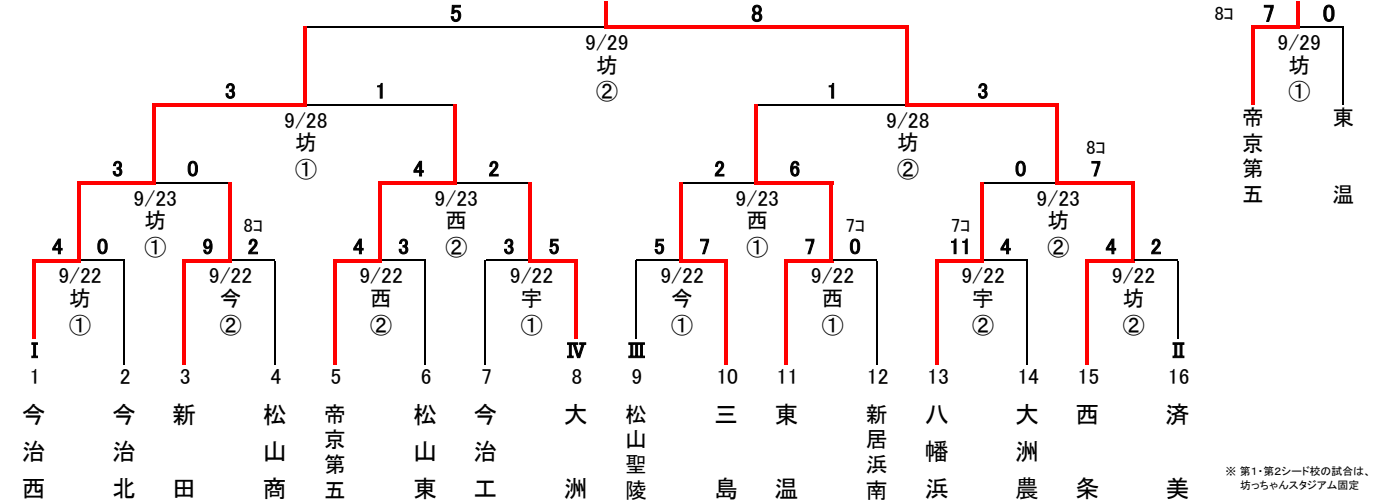 5 8
9/29
坊
②
3 1
1 3
9/28
坊
①
9/28
坊
②
8コ
3 0
4 2
2 6
0 7
9/23
坊
①
9/23
西
②
9/23
西
①
9/23
坊
②
8コ
7コ
7コ
4 0
9 2
4 3
3 5
5 7
7 0
11 4
4 2
9/22
坊
①
9/22
今
②
9/22
西
②
9/22
宇
①
9/22
今
①
9/22
西
①
9/22
宇
②
9/22
坊
②
Ⅰ
Ⅳ
Ⅲ
Ⅱ
1 2 3 4 5 6 7 8 9 10 11 12 13 14 15 16
今治西
今治北
新田
松山商
帝京第五
松山東
今治工
大洲
松山聖陵
三島
東温
新居浜南
八幡浜
大洲農
西条
済美
8コ 7 0
9/29
坊
①
帝京第五
東温
※ 第1・第2シード校の試合は、
坊っちゃんスタジアム固定